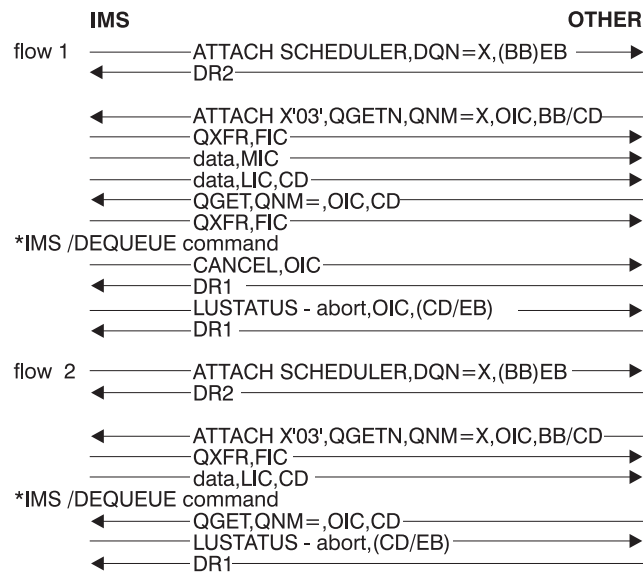 IMS OTHER
flow 1 ATTACH SCHEDULER,DQN=X,(BB)EB
DR2
ATTACH X'03',QGETN,QNM=X,OIC,BB/CD
QXFR,FIC
data,MIC
data,LIC,CD
QGET,QNM=,OIC,CD
QXFR,FIC
*IMS /DEQUEUE command
CANCEL,OIC
DR1
LUSTATUS - abort,OIC,(CD/EB)
DR1
flow 2 ATTACH SCHEDULER,DQN=X,(BB)EB
DR2
ATTACH X'03',QGETN,QNM=X,OIC,BB/CD
QXFR,FIC
data,LIC,CD
*IMS /DEQUEUE command
QGET,QNM=,OIC,CD
LUSTATUS - abort,(CD/EB)
DR1